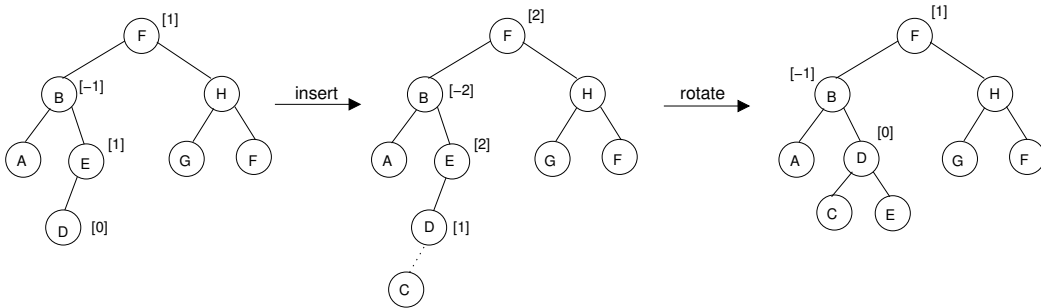 F [1]
B [-1]
H
A
E [1]
G
F
D [0]
insert
F [2]
B [-2]
H
A
E [2]
G
F
D [1]
C
rotate
F [1]
[-1] B
H
A
D [0]
G
F
C
E